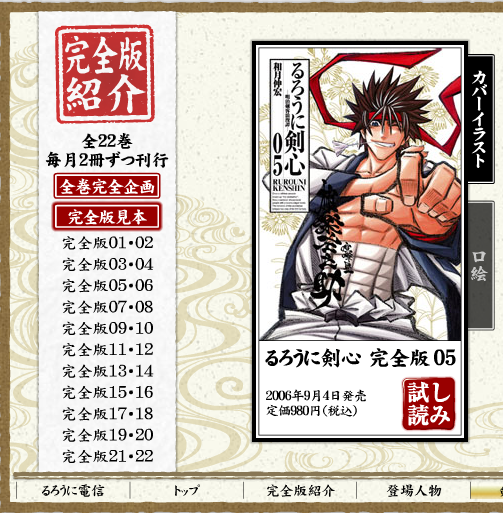 完全版
紹介
全22巻
毎月2冊ずつ刊行
全巻完全企画
完全版見本
完全版01・02
完全版03・04
完全版05・06
完全版07・08
完全版09・10
完全版11・12
完全版13・14
完全版15・16
完全版17・18
完全版19・20
完全版21・22
るろうに剣心
05
RUROUNI
KENSHIN
和月伸宏
るろうに剣心 完全版 05
2006年9月4日発売
定価980円(税込)
試し
読み
カバーイラスト
口絵
るろうに電信
トップ
完全版紹介
登場人物